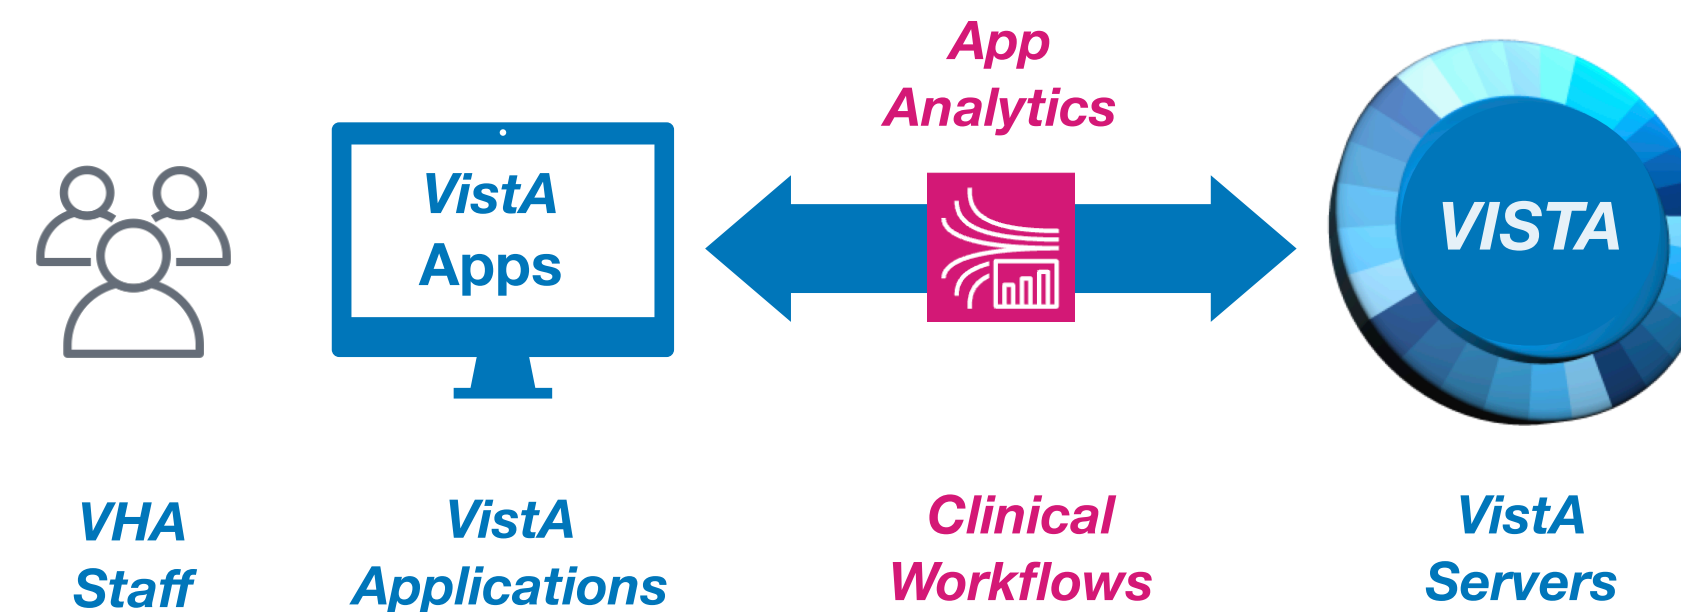 App
Analytics
VistA
Apps
VISTA
VHA
Staff
VistA
Applications
Clinical
Workflows
VistA
Servers